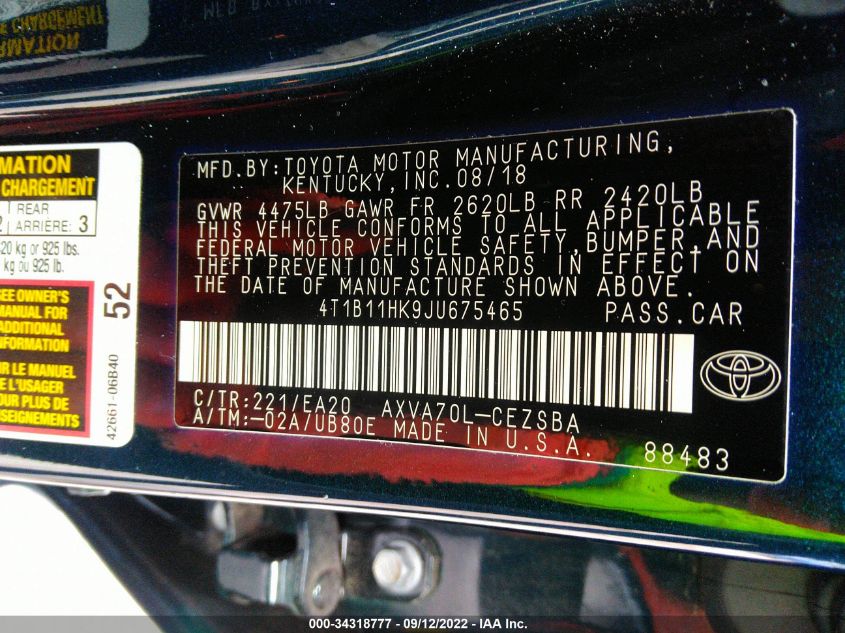 MFD.BY:TOYOTA MOTOR MANUFACTURING,
KENTUCKY,INC.08/18
GVWR 4475LB GAWR FR 2620LB RR 2420LB
THIS VEHICLE CONFORMS TO ALL APPLICABLE
FEDERAL MOTOR VEHICLE SAFETY,BUMPER,AND
THEFT PREVENTION STANDARDS IN EFFECT ON
THE DATE OF MANUFACTURE SHOWN ABOVE.
4T1B11HK9JU675465 PASS.CAR
C/TR:221/EA20 AXVA70L-CEZSBA
A/TM:-02A/UB80E MADE IN U.S.A.
88483
MATION
CHARGEMENT
REAR
ARRIÈRE: 3
20 kg or 925 lbs.
kg ou 925 lb.
SEE OWNER'S
MANUAL FOR
ADDITIONAL
INFORMATION
LE MANUEL
DE L'USAGER
POUR PLUS DE
52
42661-06B40
000-34318777 - 09/12/2022 - IAA Inc.